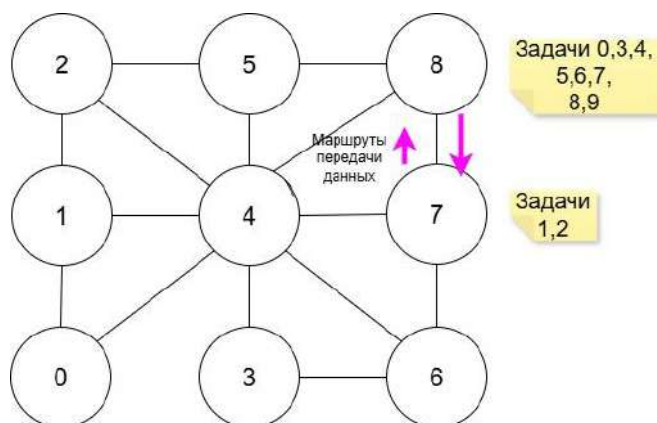 2
5
8
Задачи 0,3,4,
5,6,7,
8,9
Маршруты
передачи
данных
1
4
7
Задачи
1,2
0
3
6